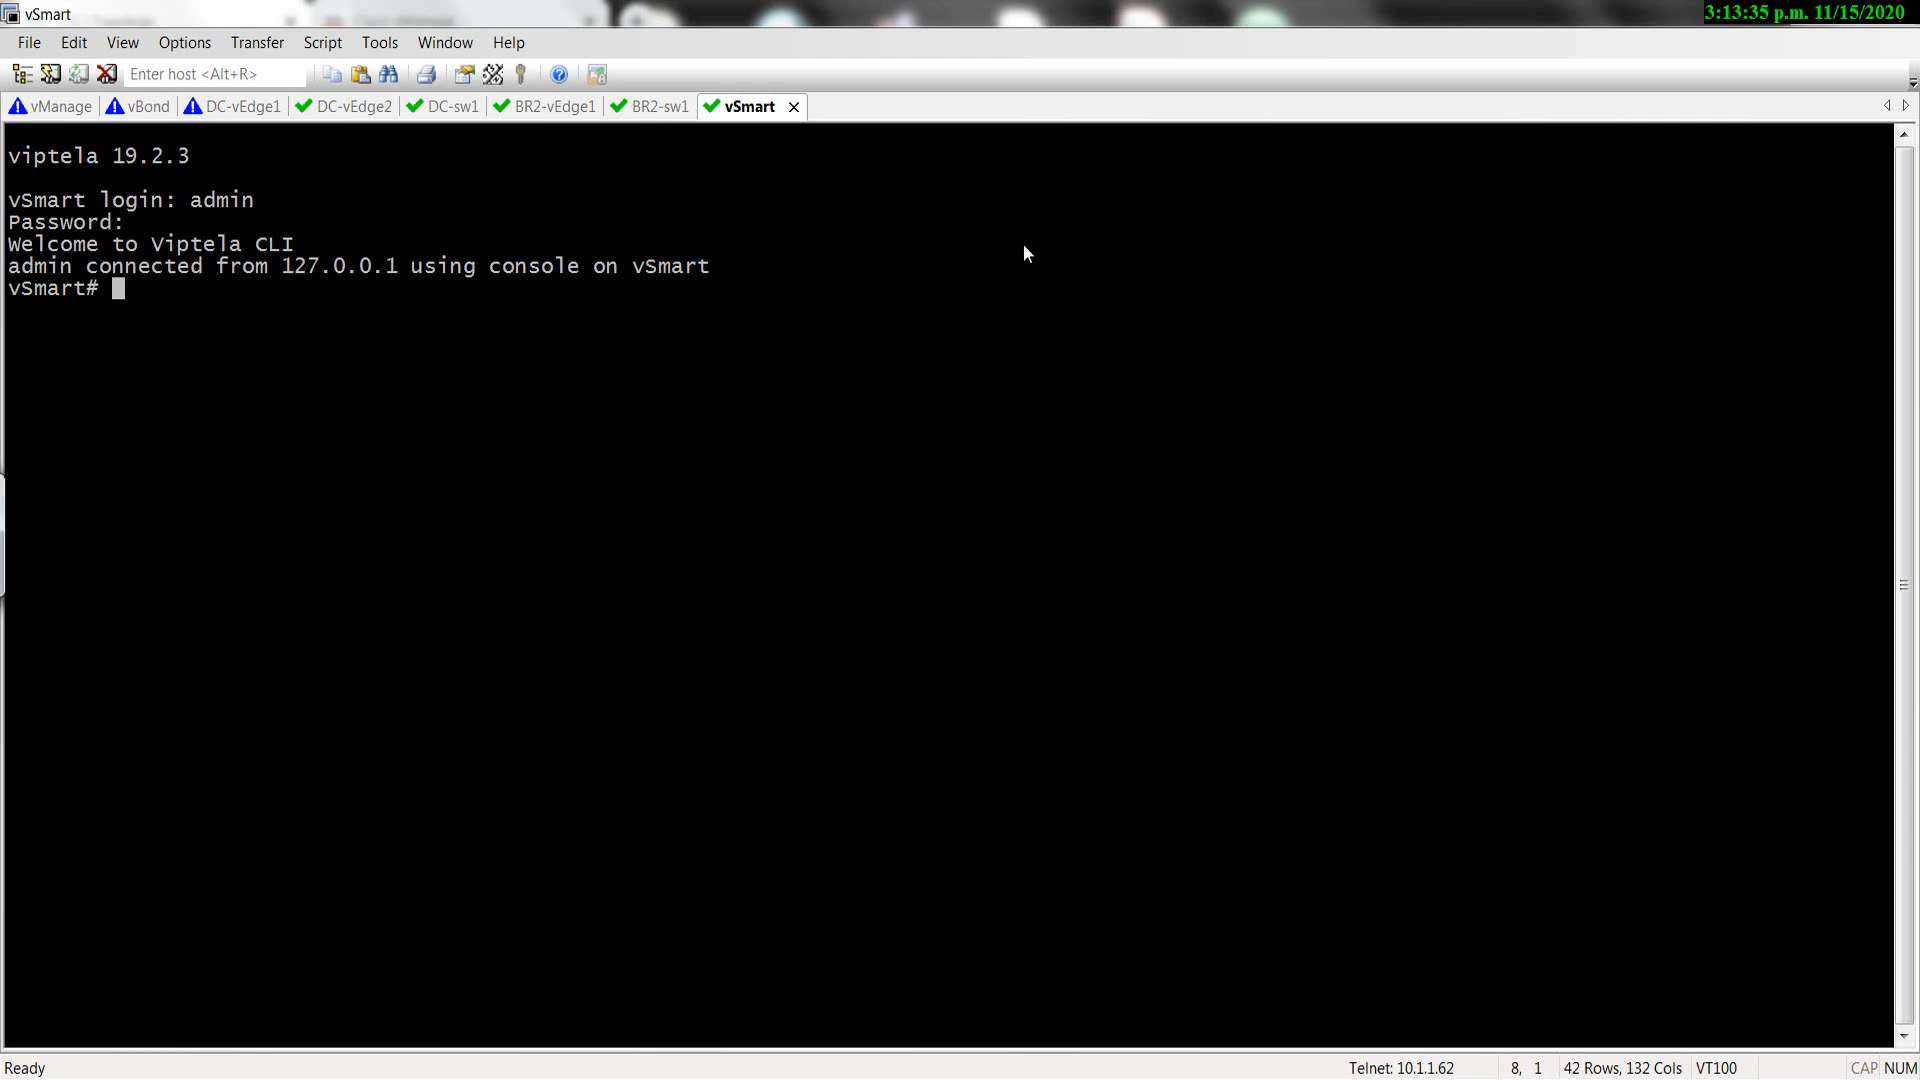 vSmart
3:13:35 p.m. 11/15/2020
File Edit View Options Transfer Script Tools Window Help
Enter host <Alt+R>
vManage vBond DC-vEdge1 DC-vEdge2 DC-sw1 BR2-vEdge1 BR2-sw1 vSmart
viptela 19.2.3
vSmart login: admin
Password:
Welcome to Viptela CLI
admin connected from 127.0.0.1 using console on vSmart
vSmart#
Ready Telnet: 10.1.1.62 8, 1 42 Rows, 132 Cols VT100 CAP NUM